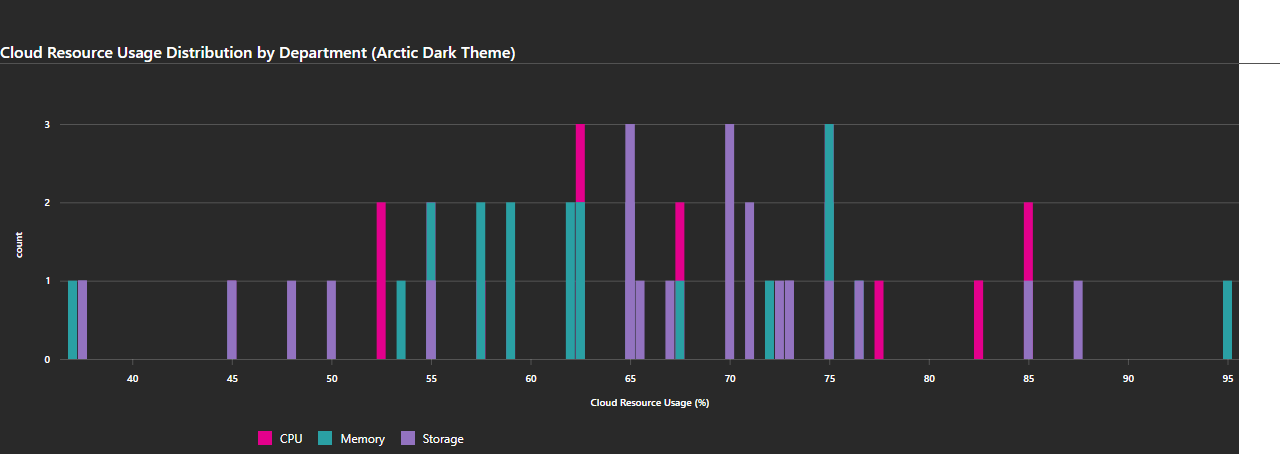 Cloud Resource Usage Distribution by Department (Arctic Dark Theme)
3
2
1
0
count
40 45 50 55 60 65 70 75 80 85 90 95
Cloud Resource Usage (%)
CPU Memory Storage